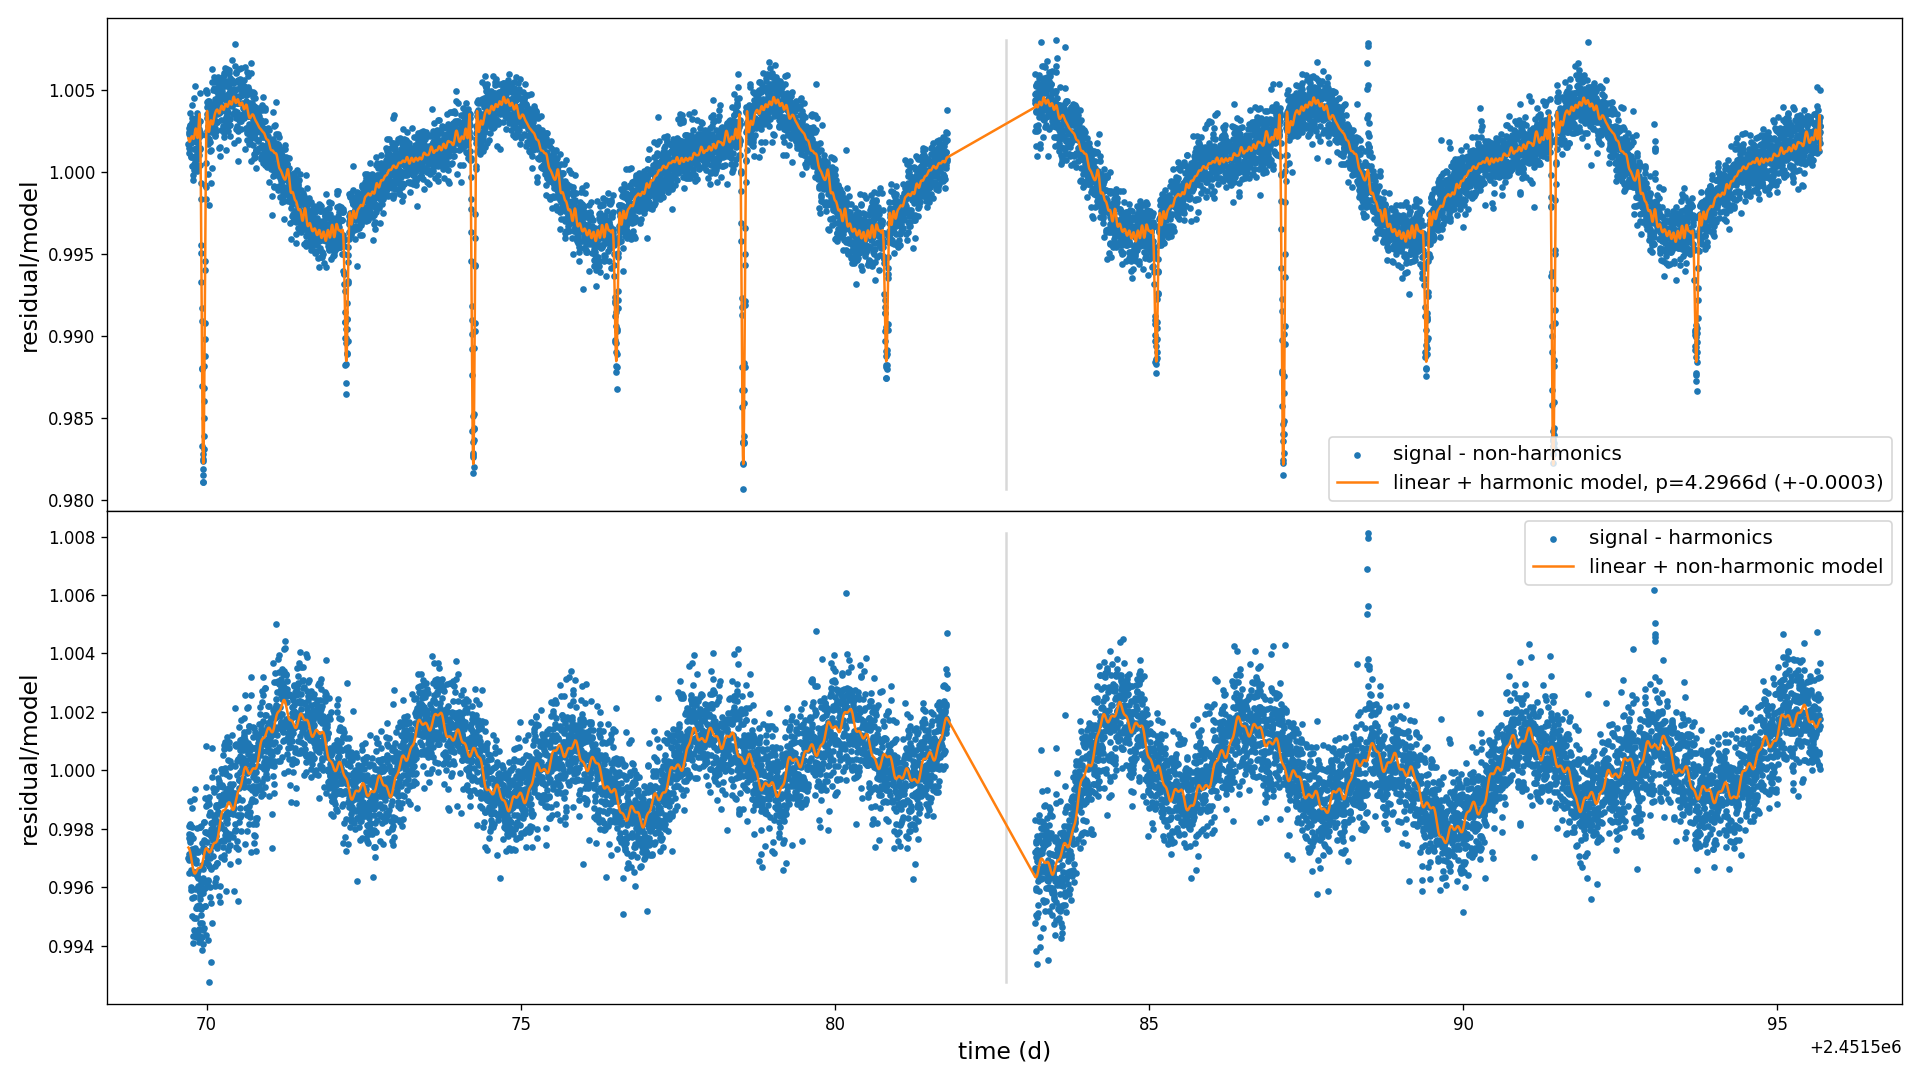 residual/model
1.005
1.000
0.995
0.990
0.985
0.980
signal - non-harmonics
linear + harmonic model, p=4.2966d (+-0.0003)
residual/model
1.008
1.006
1.004
1.002
1.000
0.998
0.996
0.994
signal - harmonics
linear + non-harmonic model
70 75 80 85 90 95
time (d)
+2.4515e6